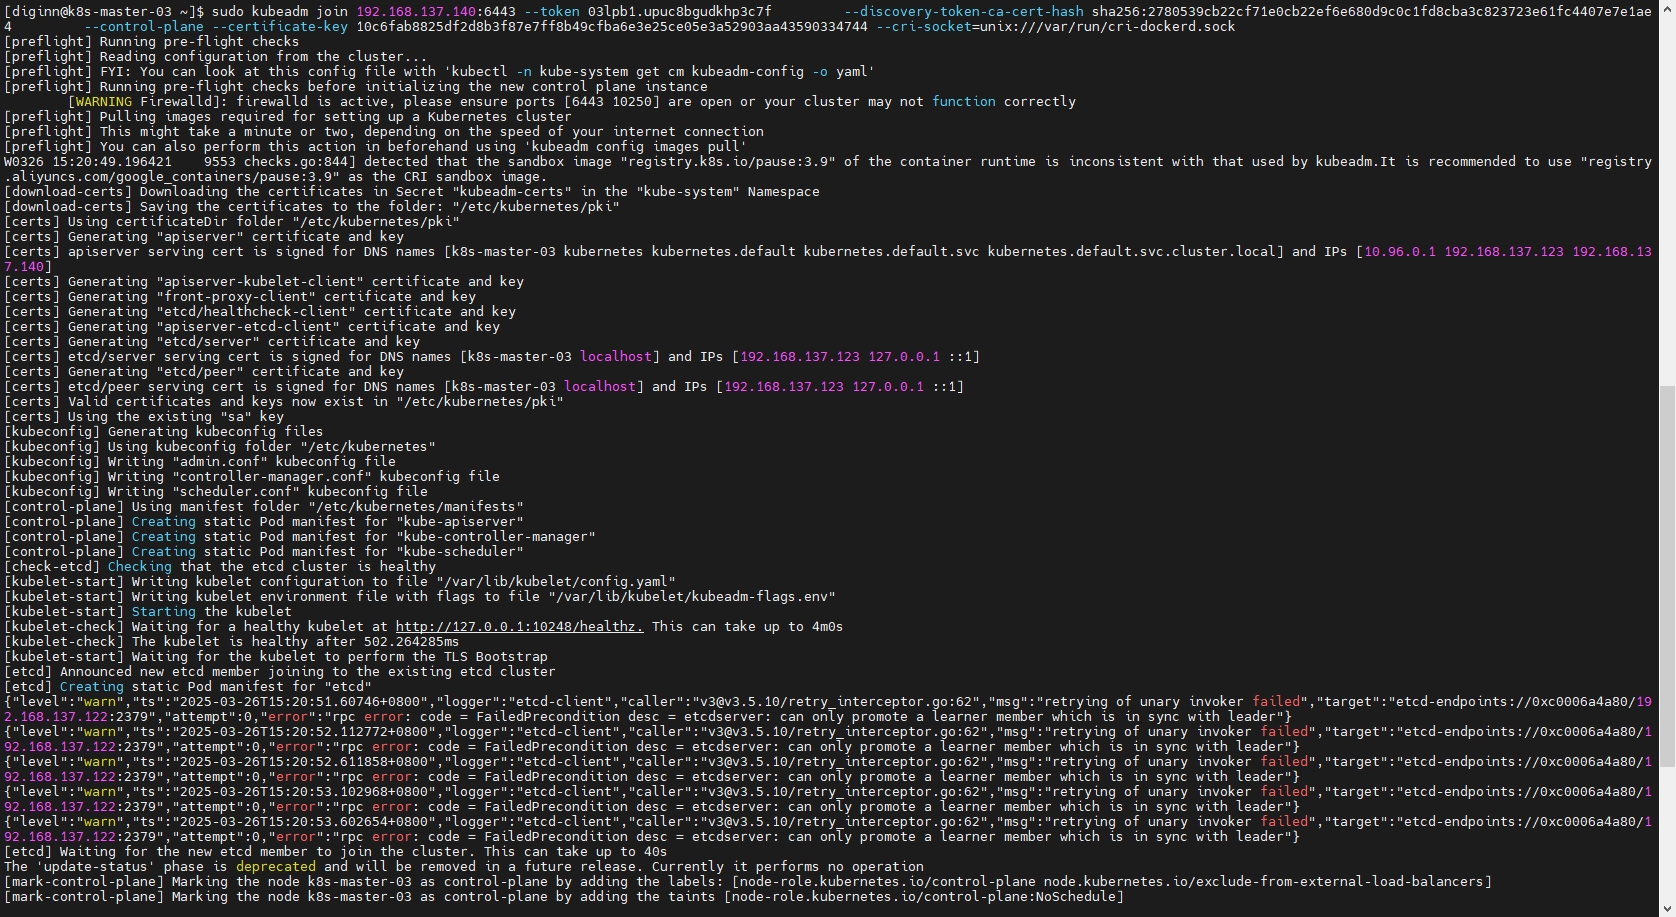 [diginn@k8s-master-03 ~]$ sudo kubeadm join 192.168.137.140:6443 --token 03lpb1.upuc8bgudkhp3c7f         --discovery-token-ca-cert-hash sha256:2780539cb22cf71e0cb22ef6e680d9c0c1fd8cba3c823723e61fc4407e7e1ae
4         --control-plane --certificate-key 10c6fab8825df2d8b3f87e7ff8b49cfba6e3e25ce05e3a52903aa43590334744 --cri-socket=unix:///var/run/cri-dockerd.sock
[preflight] Running pre-flight checks
[preflight] Reading configuration from the cluster...
[preflight] FYI: You can look at this config file with 'kubectl -n kube-system get cm kubeadm-config -o yaml'
[preflight] Running pre-flight checks before initializing the new control plane instance
        [WARNING Firewalld]: firewalld is active, please ensure ports [6443 10250] are open or your cluster may not function correctly
[preflight] Pulling images required for setting up a Kubernetes cluster
[preflight] This might take a minute or two, depending on the speed of your internet connection
[preflight] You can also perform this action in beforehand using 'kubeadm config images pull'
W0326 15:20:49.196421    9553 checks.go:844] detected that the sandbox image "registry.k8s.io/pause:3.9" of the container runtime is inconsistent with that used by kubeadm.It is recommended to use "registry
.aliyuncs.com/google_containers/pause:3.9" as the CRI sandbox image.
[download-certs] Downloading the certificates in Secret "kubeadm-certs" in the "kube-system" Namespace
[download-certs] Saving the certificates to the folder: "/etc/kubernetes/pki"
[certs] Using certificateDir folder "/etc/kubernetes/pki"
[certs] Generating "apiserver" certificate and key
[certs] apiserver serving cert is signed for DNS names [k8s-master-03 kubernetes kubernetes.default kubernetes.default.svc kubernetes.default.svc.cluster.local] and IPs [10.96.0.1 192.168.137.123 192.168.13
7.140]
[certs] Generating "apiserver-kubelet-client" certificate and key
[certs] Generating "front-proxy-client" certificate and key
[certs] Generating "etcd/healthcheck-client" certificate and key
[certs] Generating "apiserver-etcd-client" certificate and key
[certs] Generating "etcd/server" certificate and key
[certs] etcd/server serving cert is signed for DNS names [k8s-master-03 localhost] and IPs [192.168.137.123 127.0.0.1 ::1]
[certs] Generating "etcd/peer" certificate and key
[certs] etcd/peer serving cert is signed for DNS names [k8s-master-03 localhost] and IPs [192.168.137.123 127.0.0.1 ::1]
[certs] Valid certificates and keys now exist in "/etc/kubernetes/pki"
[certs] Using the existing "sa" key
[kubeconfig] Generating kubeconfig files
[kubeconfig] Using kubeconfig folder "/etc/kubernetes"
[kubeconfig] Writing "admin.conf" kubeconfig file
[kubeconfig] Writing "controller-manager.conf" kubeconfig file
[kubeconfig] Writing "scheduler.conf" kubeconfig file
[control-plane] Using manifest folder "/etc/kubernetes/manifests"
[control-plane] Creating static Pod manifest for "kube-apiserver"
[control-plane] Creating static Pod manifest for "kube-controller-manager"
[control-plane] Creating static Pod manifest for "kube-scheduler"
[check-etcd] Checking that the etcd cluster is healthy
[kubelet-start] Writing kubelet configuration to file "/var/lib/kubelet/config.yaml"
[kubelet-start] Writing kubelet environment file with flags to file "/var/lib/kubelet/kubeadm-flags.env"
[kubelet-start] Starting the kubelet
[kubelet-check] Waiting for a healthy kubelet at http://127.0.0.1:10248/healthz. This can take up to 4m0s
[kubelet-check] The kubelet is healthy after 502.264285ms
[kubelet-start] Waiting for the kubelet to perform the TLS Bootstrap
[etcd] Announced new etcd member joining to the existing etcd cluster
[etcd] Creating static Pod manifest for "etcd"
{"level":"warn","ts":"2025-03-26T15:20:51.60746+0800","logger":"etcd-client","caller":"v3@v3.5.10/retry_interceptor.go:62","msg":"retrying of unary invoker failed","target":"etcd-endpoints://0xc0006a4a80/19
2.168.137.122:2379","attempt":0,"error":"rpc error: code = FailedPrecondition desc = etcdserver: can only promote a learner member which is in sync with leader"}
{"level":"warn","ts":"2025-03-26T15:20:52.112772+0800","logger":"etcd-client","caller":"v3@v3.5.10/retry_interceptor.go:62","msg":"retrying of unary invoker failed","target":"etcd-endpoints://0xc0006a4a80/1
92.168.137.122:2379","attempt":0,"error":"rpc error: code = FailedPrecondition desc = etcdserver: can only promote a learner member which is in sync with leader"}
{"level":"warn","ts":"2025-03-26T15:20:52.611858+0800","logger":"etcd-client","caller":"v3@v3.5.10/retry_interceptor.go:62","msg":"retrying of unary invoker failed","target":"etcd-endpoints://0xc0006a4a80/1
92.168.137.122:2379","attempt":0,"error":"rpc error: code = FailedPrecondition desc = etcdserver: can only promote a learner member which is in sync with leader"}
{"level":"warn","ts":"2025-03-26T15:20:53.102968+0800","logger":"etcd-client","caller":"v3@v3.5.10/retry_interceptor.go:62","msg":"retrying of unary invoker failed","target":"etcd-endpoints://0xc0006a4a80/1
92.168.137.122:2379","attempt":0,"error":"rpc error: code = FailedPrecondition desc = etcdserver: can only promote a learner member which is in sync with leader"}
{"level":"warn","ts":"2025-03-26T15:20:53.602654+0800","logger":"etcd-client","caller":"v3@v3.5.10/retry_interceptor.go:62","msg":"retrying of unary invoker failed","target":"etcd-endpoints://0xc0006a4a80/1
92.168.137.122:2379","attempt":0,"error":"rpc error: code = FailedPrecondition desc = etcdserver: can only promote a learner member which is in sync with leader"}
[etcd] Waiting for the new etcd member to join the cluster. This can take up to 40s
The 'update-status' phase is deprecated and will be removed in a future release. Currently it performs no operation
[mark-control-plane] Marking the node k8s-master-03 as control-plane by adding the labels: [node-role.kubernetes.io/control-plane node.kubernetes.io/exclude-from-external-load-balancers]
[mark-control-plane] Marking the node k8s-master-03 as control-plane by adding the taints [node-role.kubernetes.io/control-plane:NoSchedule]